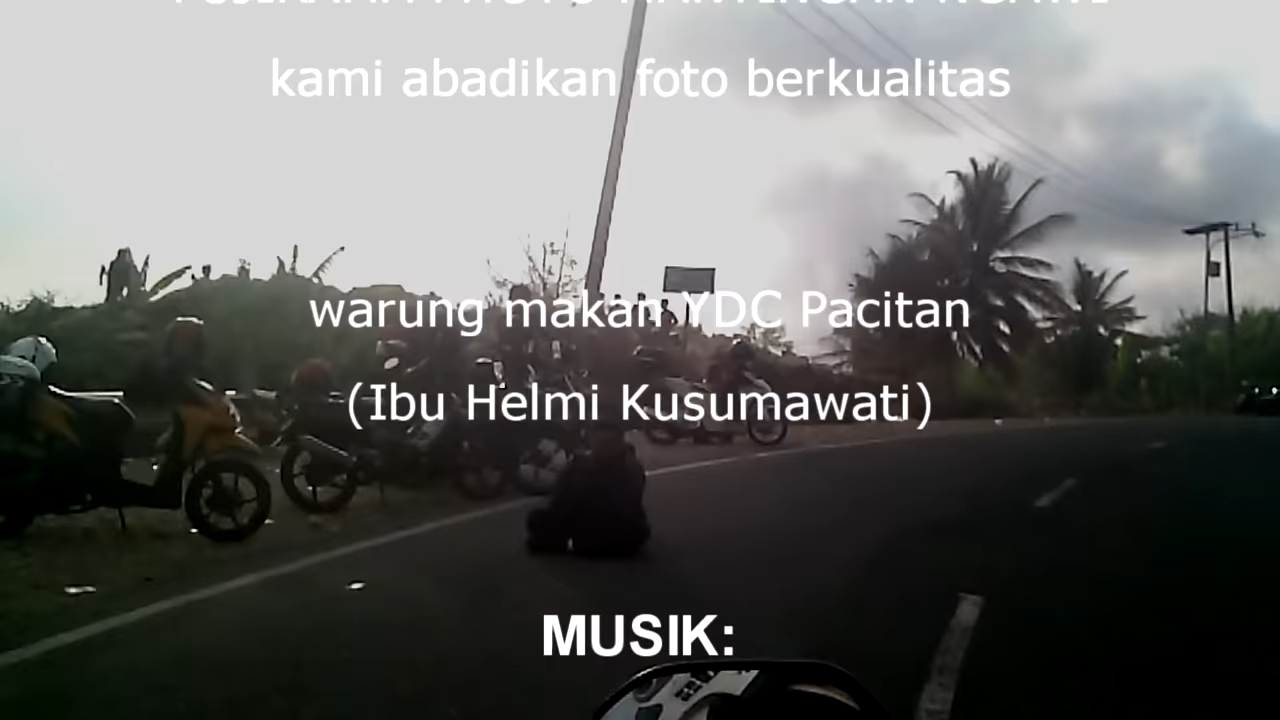 kami abadikan foto berkualitas
warung makan YDC Pacitan
(Ibu Helmi Kusumawati)
MUSIK: